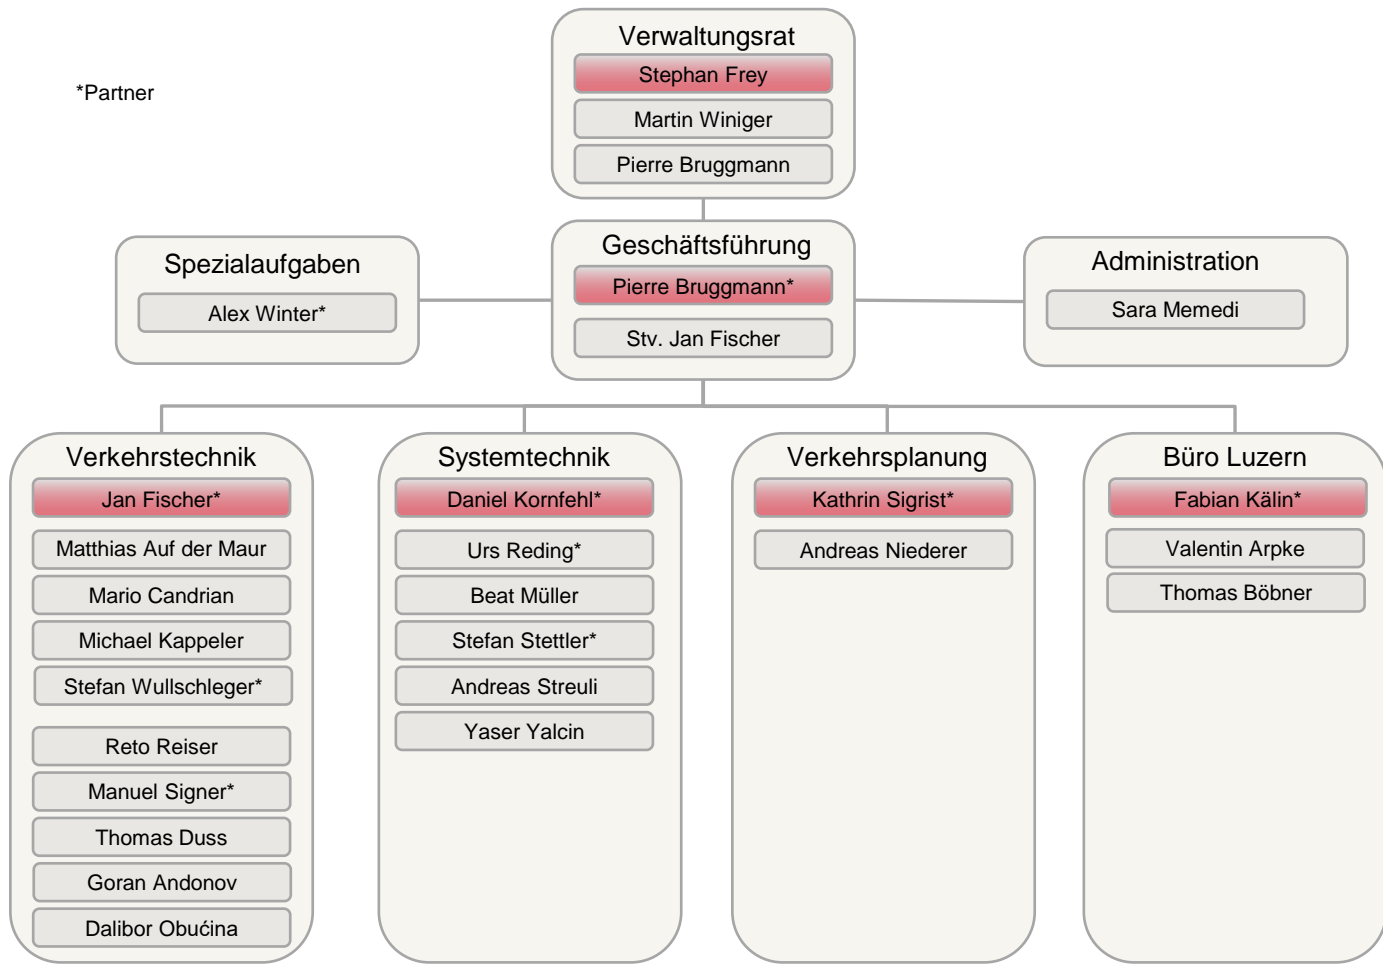 *Partner
Verwaltungsrat
Stephan Frey
Martin Winiger
Pierre Bruggmann
Spezialaufgaben
Alex Winter*
Geschäftsführung
Pierre Bruggmann*
Stv. Jan Fischer
Administration
Sara Memedi
Verkehrstechnik
Jan Fischer*
Matthias Auf der Maur
Mario Candrian
Michael Kappeler
Stefan Wullschleger*
Reto Reiser
Manuel Signer*
Thomas Duss
Goran Andonov
Dalibor Obućina
Systemtechnik
Daniel Kornfehl*
Urs Reding*
Beat Müller
Stefan Stettler*
Andreas Streuli
Yaser Yalcin
Verkehrsplanung
Kathrin Sigrist*
Andreas Niederer
Büro Luzern
Fabian Kälin*
Valentin Arpke
Thomas Böbner